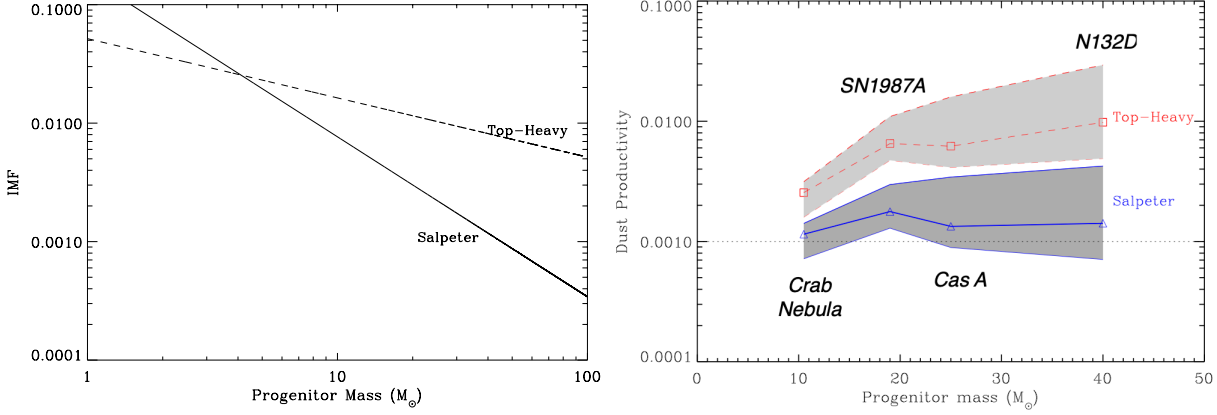 0.1000
0.0100
0.0010
0.0001
IMF
Top-Heavy
Salpeter
1
10
100
Progenitor Mass (M⊙)
0.1000
0.0100
0.0010
0.0001
Dust Productivity
N132D
SN1987A
Top-Heavy
Salpeter
Crab
Nebula
Cas A
0
10
20
30
40
50
Progenitor mass (M⊙)